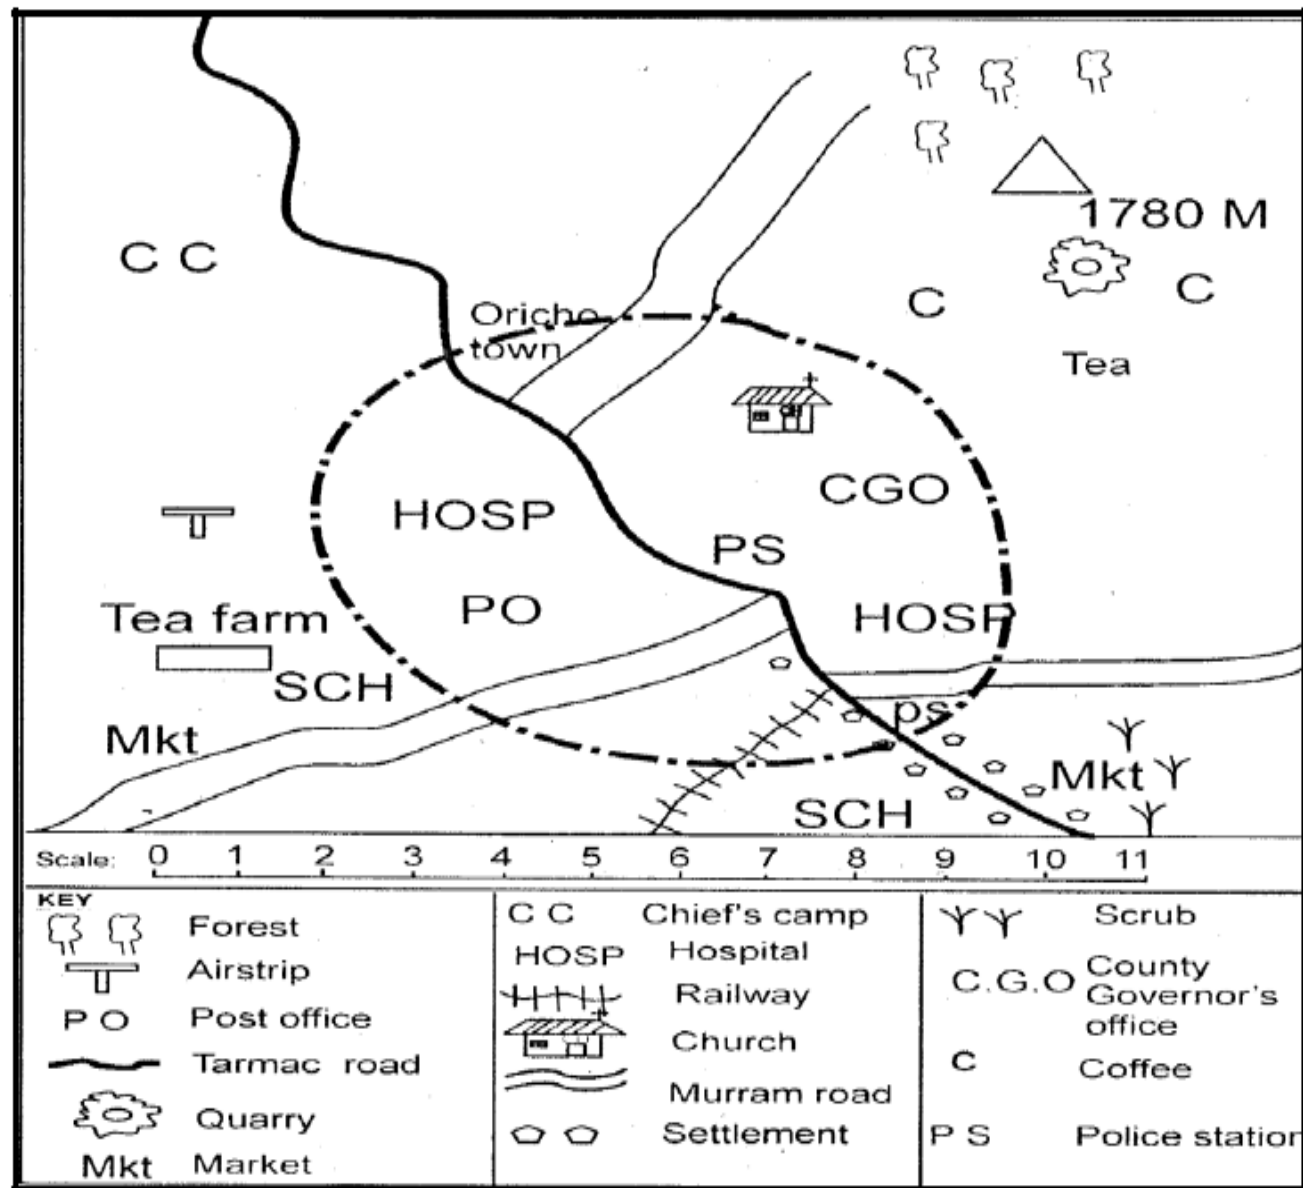 1780 M
C C
C
C
Oricho
town
Tea
CGO
HOSP
PS
PO
HOSP
Tea farm
SCH
ps
Mkt
Mkt
SCH
Scale: 0 1 2 3 4 5 6 7 8 9 10 11
KEY
Forest
Airstrip
P O Post office
Tarmac road
Quarry
Mkt Market
C C Chief's camp
HOSP Hospital
Railway
Church
Murram road
Settlement
Scrub
C.G.O County
Governor's
office
C Coffee
P S Police station